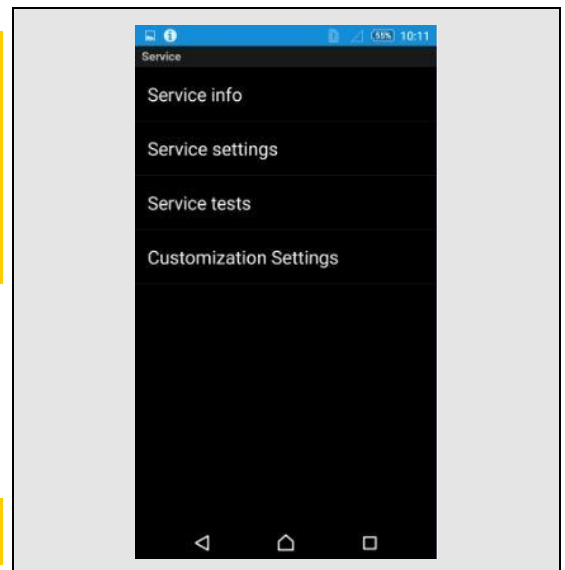 55% 10:11
Service
Service info
Service settings
Service tests
Customization Settings